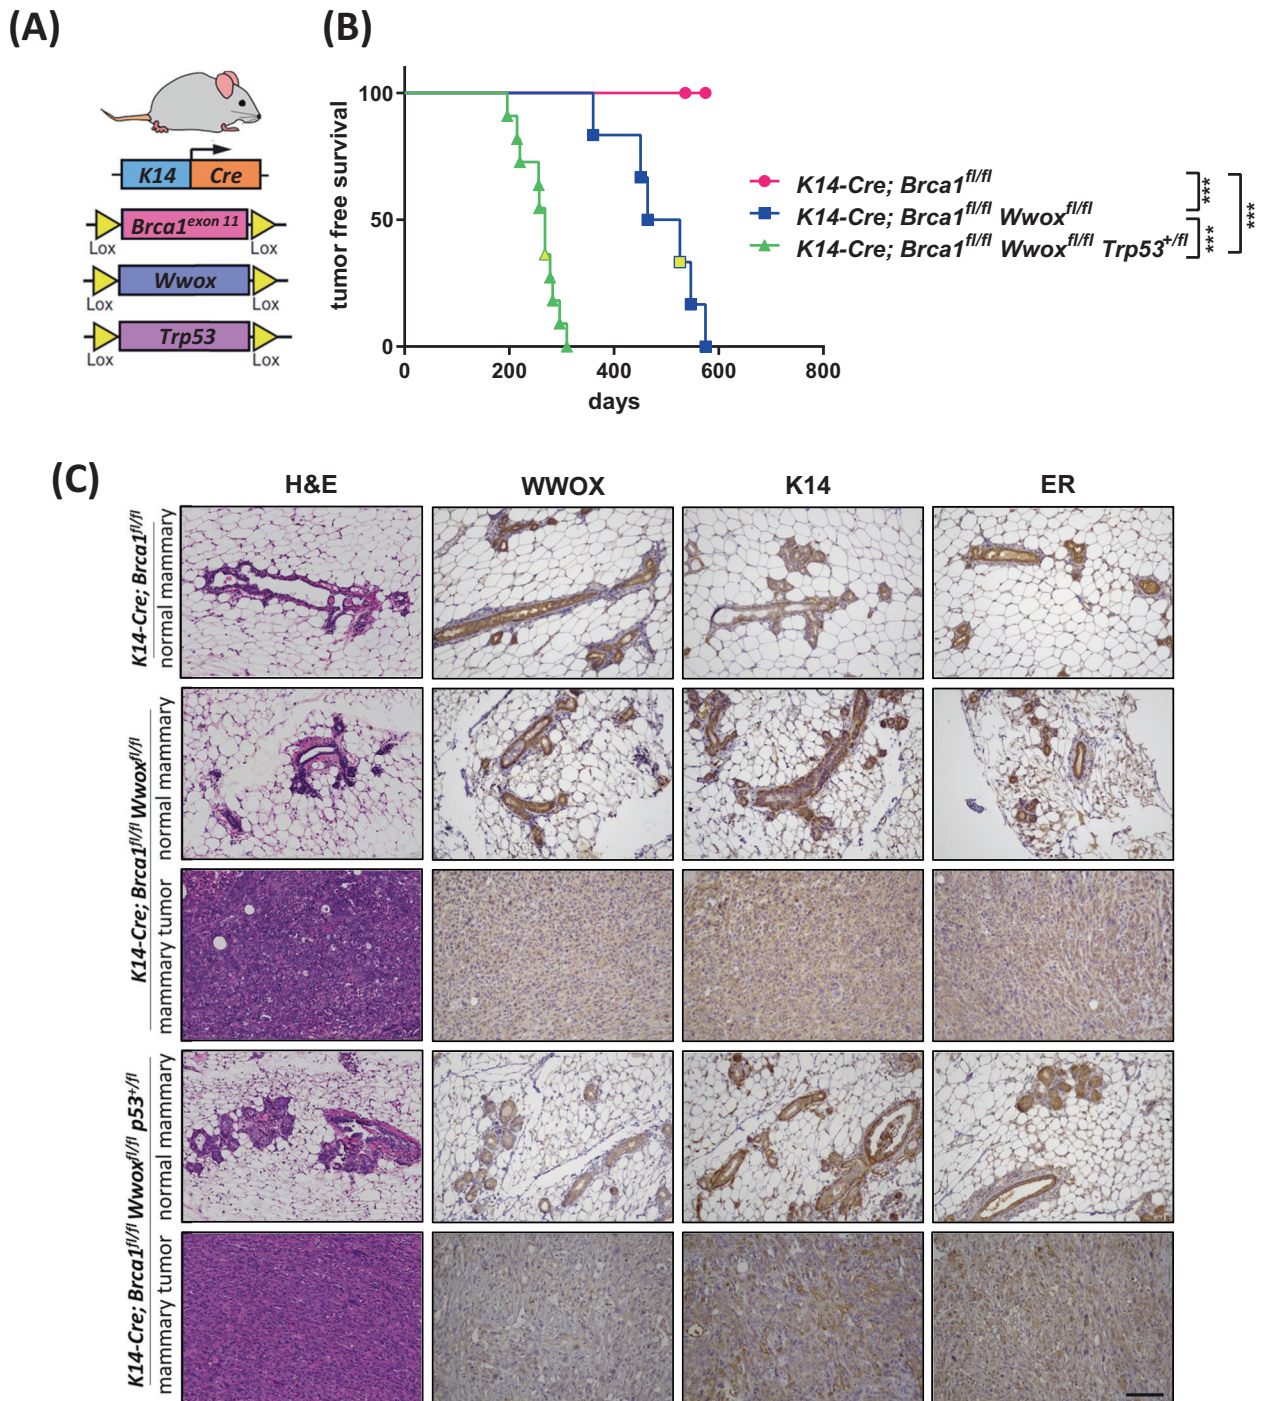 (A)
K14 Cre
Brca1 exon 11
Lox Lox
Wwox
Lox Lox
Trp53
Lox Lox
(B)
tumor free survival
100
50
0
0 200 400 600 800
days
K14-Cre; Brca1fl/fl
K14-Cre; Brca1fl/fl Wwoxfl/fl
K14-Cre; Brca1fl/fl Wwoxfl/fl Trp53+/fl
***
***
***
(C)
H&E WWOX K14 ER
K14-Cre; Brca1fl/fl
normal mammary
K14-Cre; Brca1fl/fl Wwoxfl/fl
normal mammary
mammary tumor
K14-Cre; Brca1fl/fl Wwoxfl/fl p53+/fl
normal mammary
mammary tumor